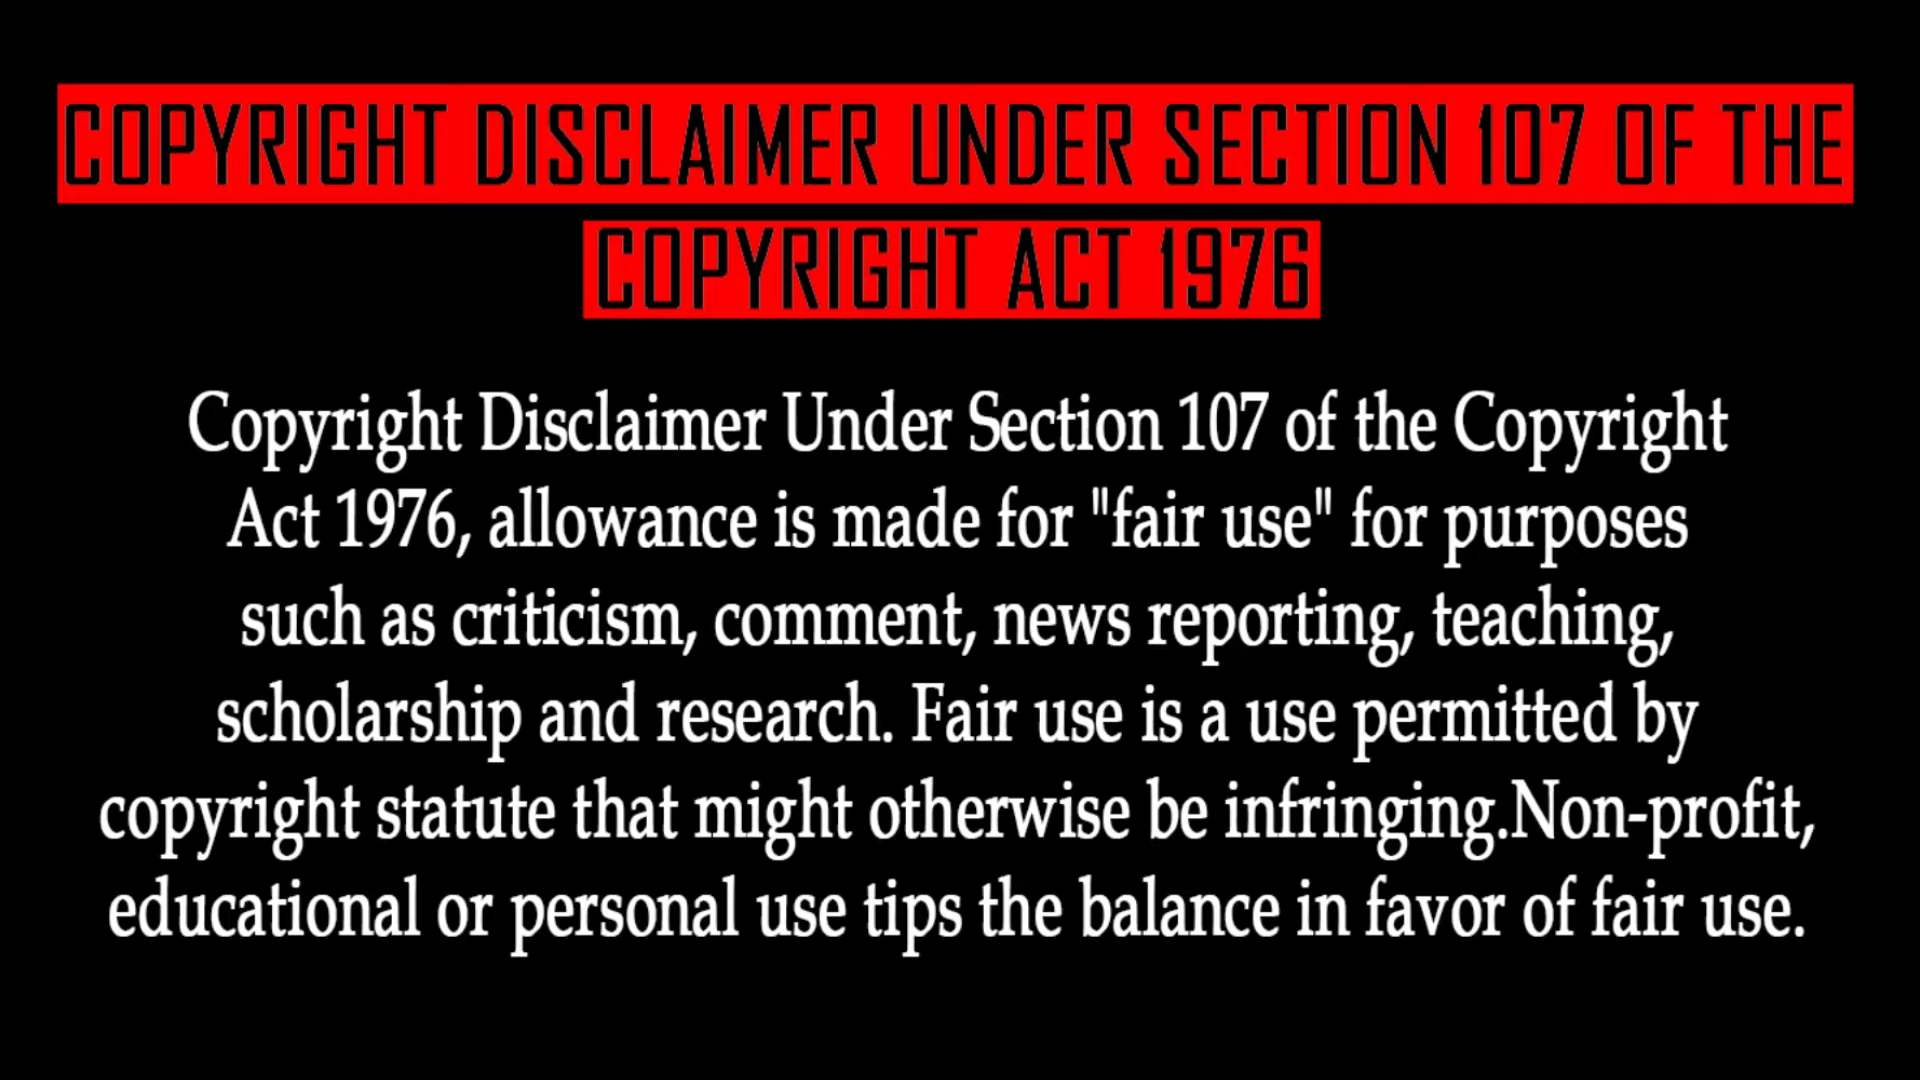 COPYRIGHT DISCLAIMER UNDER SECTION 107 OF THE
COPYRIGHT ACT 1976
Copyright Disclaimer Under Section 107 of the Copyright
Act 1976, allowance is made for "fair use" for purposes
such as criticism, comment, news reporting, teaching,
scholarship and research. Fair use is a use permitted by
copyright statute that might otherwise be infringing.Non-profit,
educational or personal use tips the balance in favor of fair use.